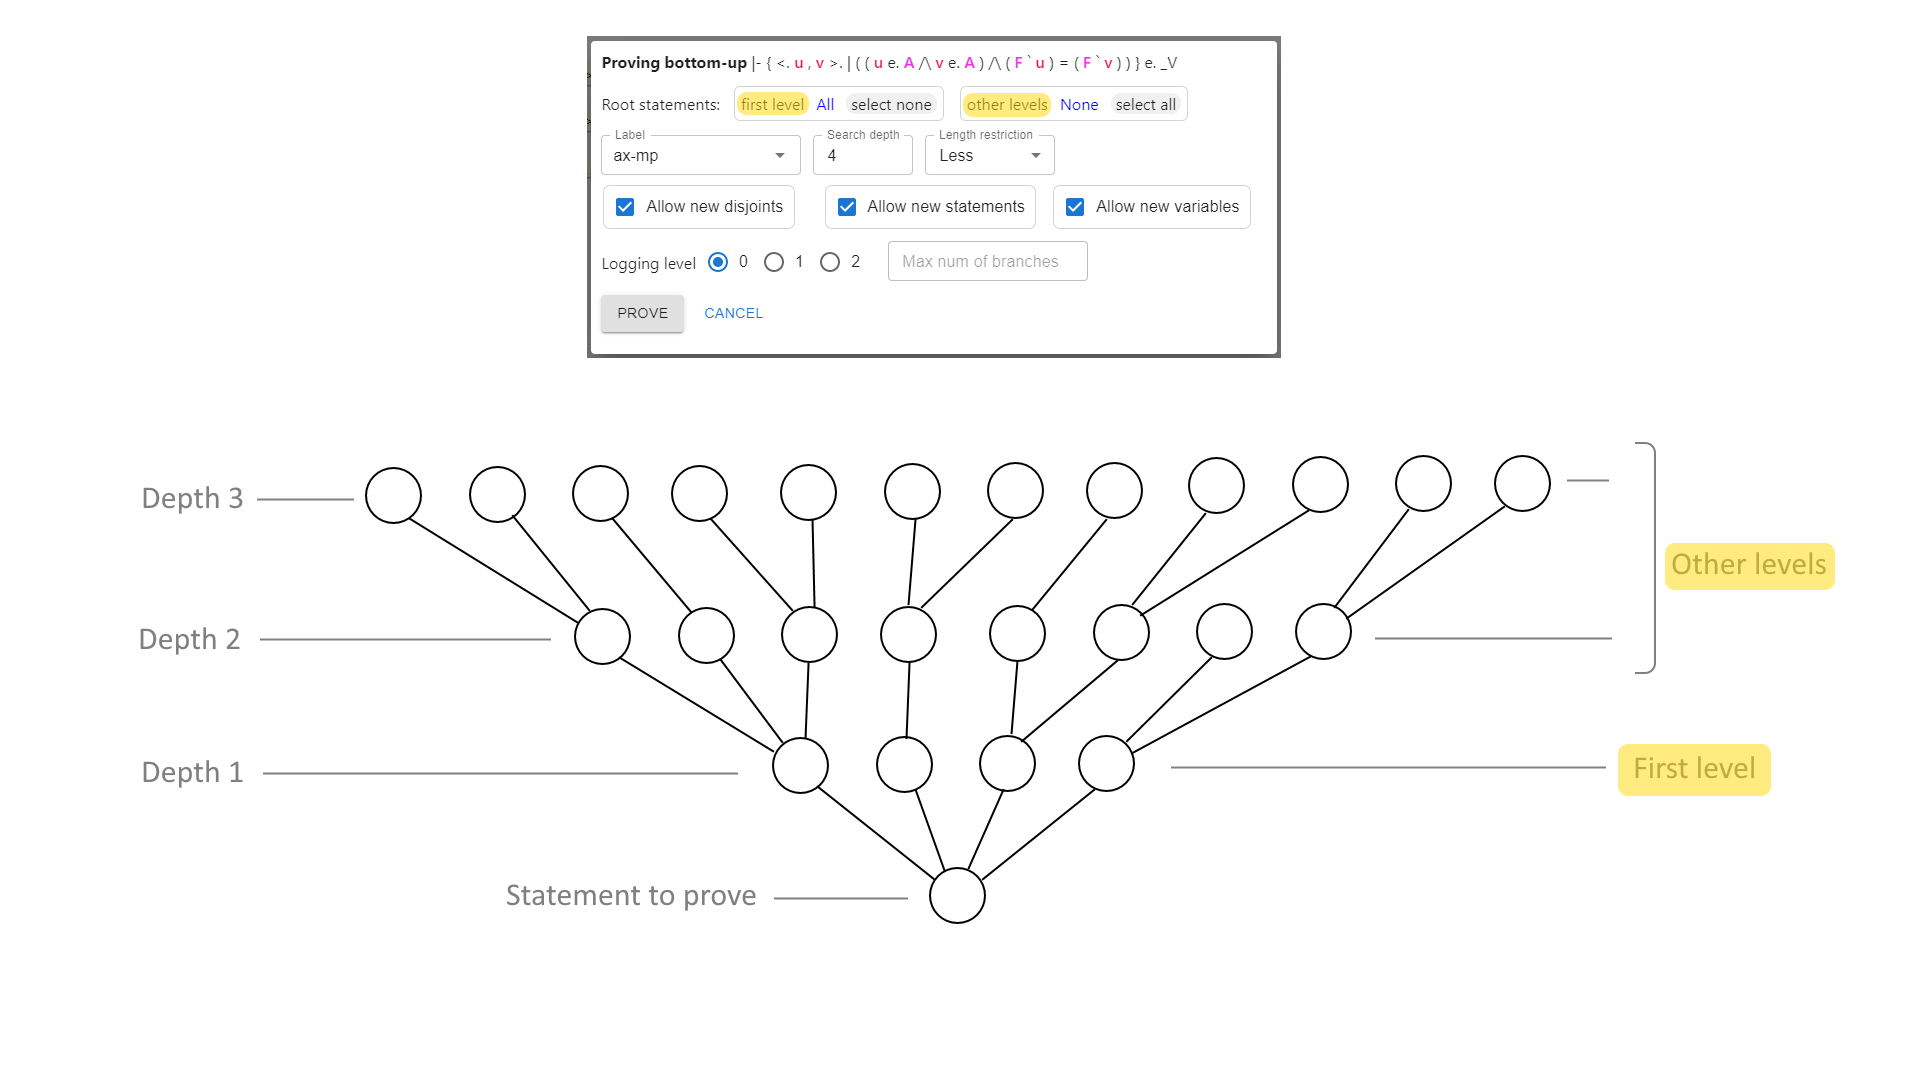 Proving bottom-up |- { <. u , v >. | ( ( u e. A /\ v e. A ) /\ ( F ` u ) = ( F ` v ) ) } e. _V
Root statements: first level All select none other levels None select all
Label Search depth Length restriction
ax-mp 4 Less
Allow new disjoints Allow new statements Allow new variables
Logging level 0 1 2 Max num of branches
PROVE CANCEL
Depth 3
Other levels
Depth 2
Depth 1 First level
Statement to prove